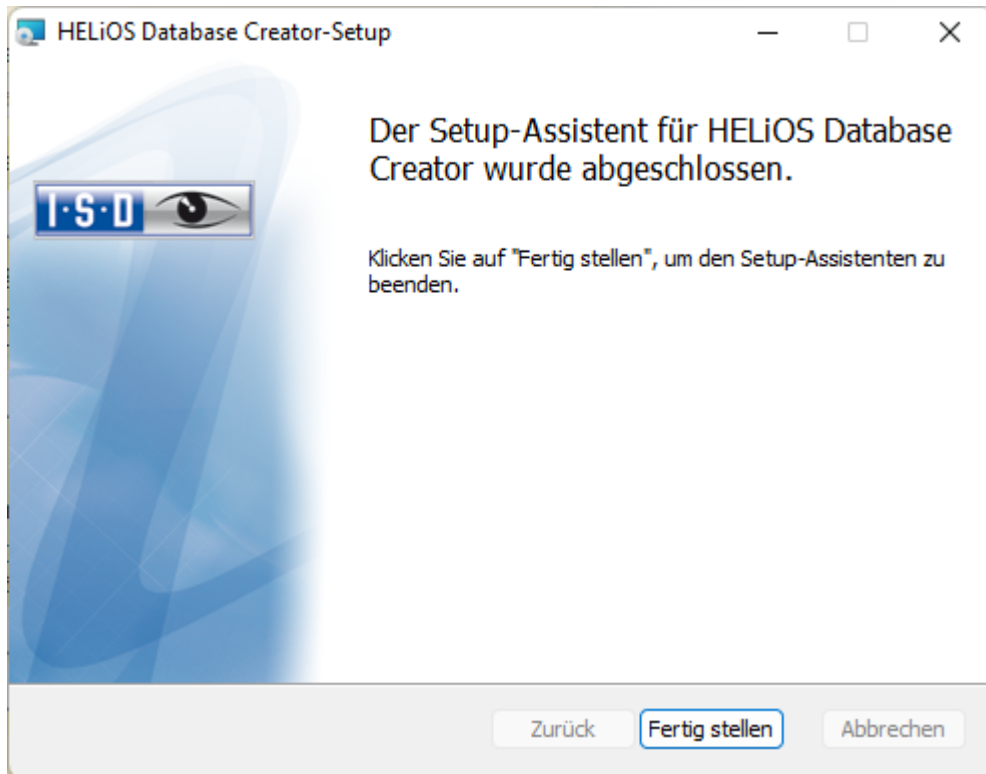 HELiOS Database Creator-Setup
Der Setup-Assistent für HELiOS Database
Creator wurde abgeschlossen.
I·S·D
Klicken Sie auf "Fertig stellen", um den Setup-Assistenten zu
beenden.
Zurück Fertig stellen Abbrechen